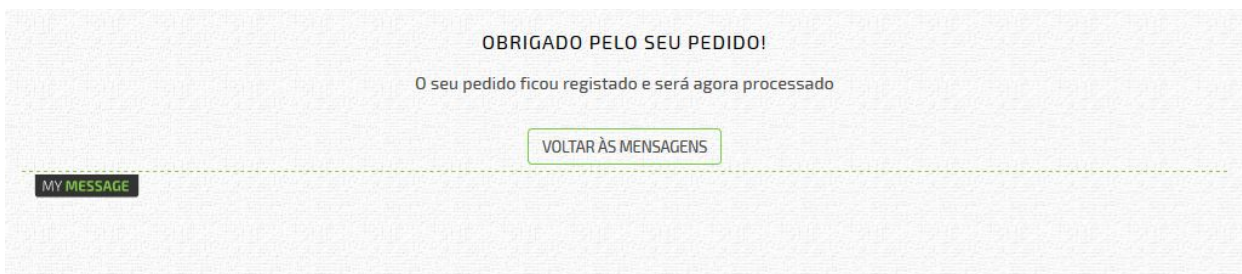 OBRIGADO PELO SEU PEDIDO!
O seu pedido ficou registado e será agora processado
VOLTAR ÀS MENSAGENS
MY MESSAGE